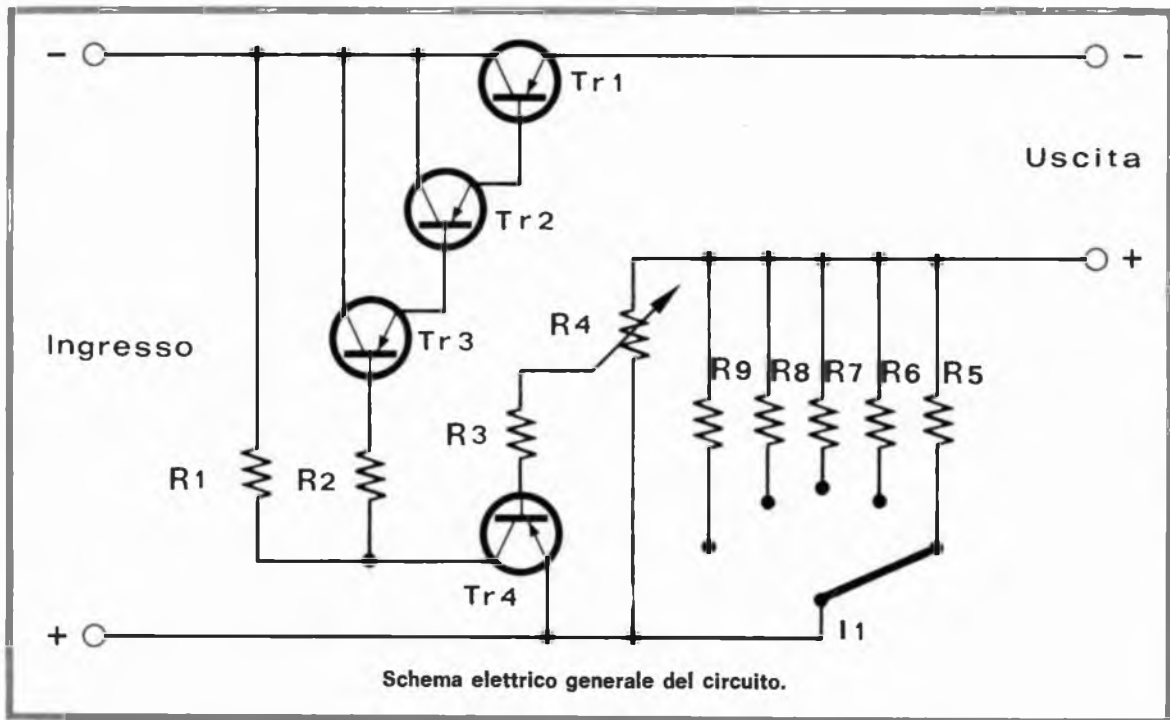 - -
Tr1
Uscita
Tr2
+
R4
Ingresso
Tr3
R9 R8 R7 R6 R5
R3
R1 R2
Tr4
+
I1
Schema elettrico generale del circuito.